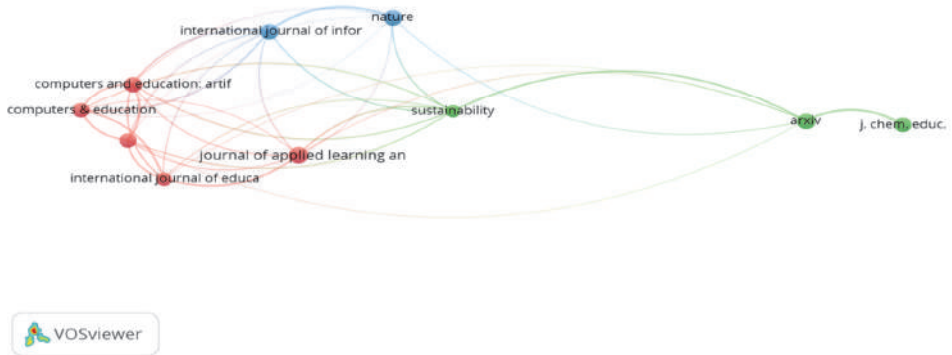 nature
international journal of infor
computers and education: artif
computers & education
sustainability
arxiv
j. chem. educ.
journal of applied learning an
international journal of educa
VOSviewer